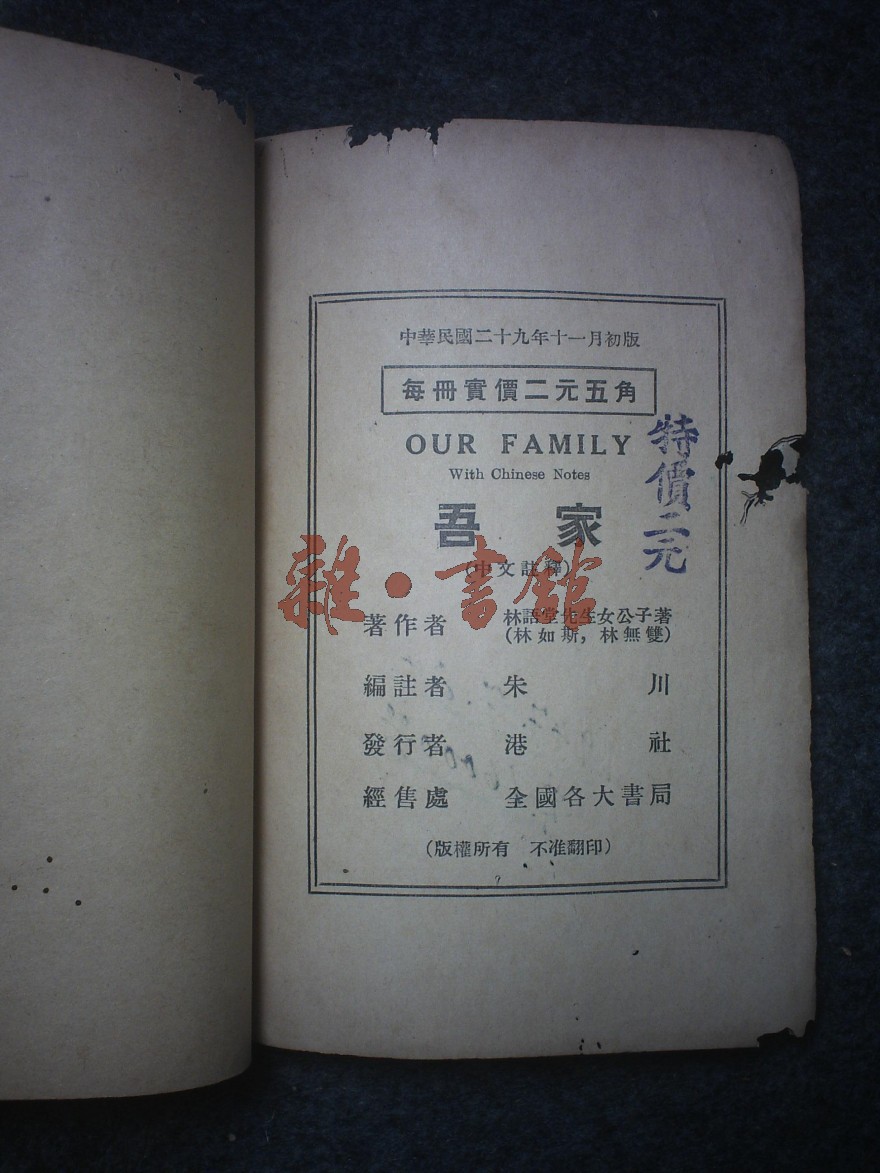 中華民國二十九年十一月初版
每冊實價二元五角
OUR FAMILY
With Chinese Notes
特價二元
吾家
(中文註釋)
雜·書館
著作者 林語堂先生女公子著
(林如斯，林無雙)
編註者 朱川
發行者 港社
經售處 全國各大書局
(版權所有 不准翻印)